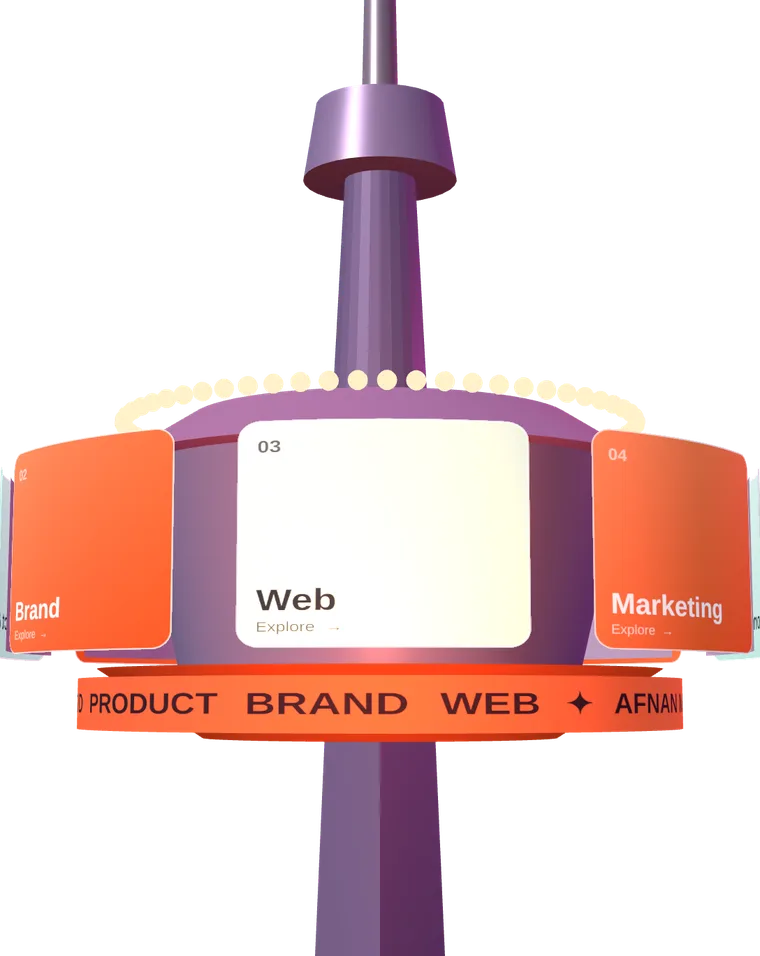 02
Brand
Explore →
03
Web
Explore →
04
Marketing
Explore →
PRODUCT BRAND WEB ✦ AFNAN